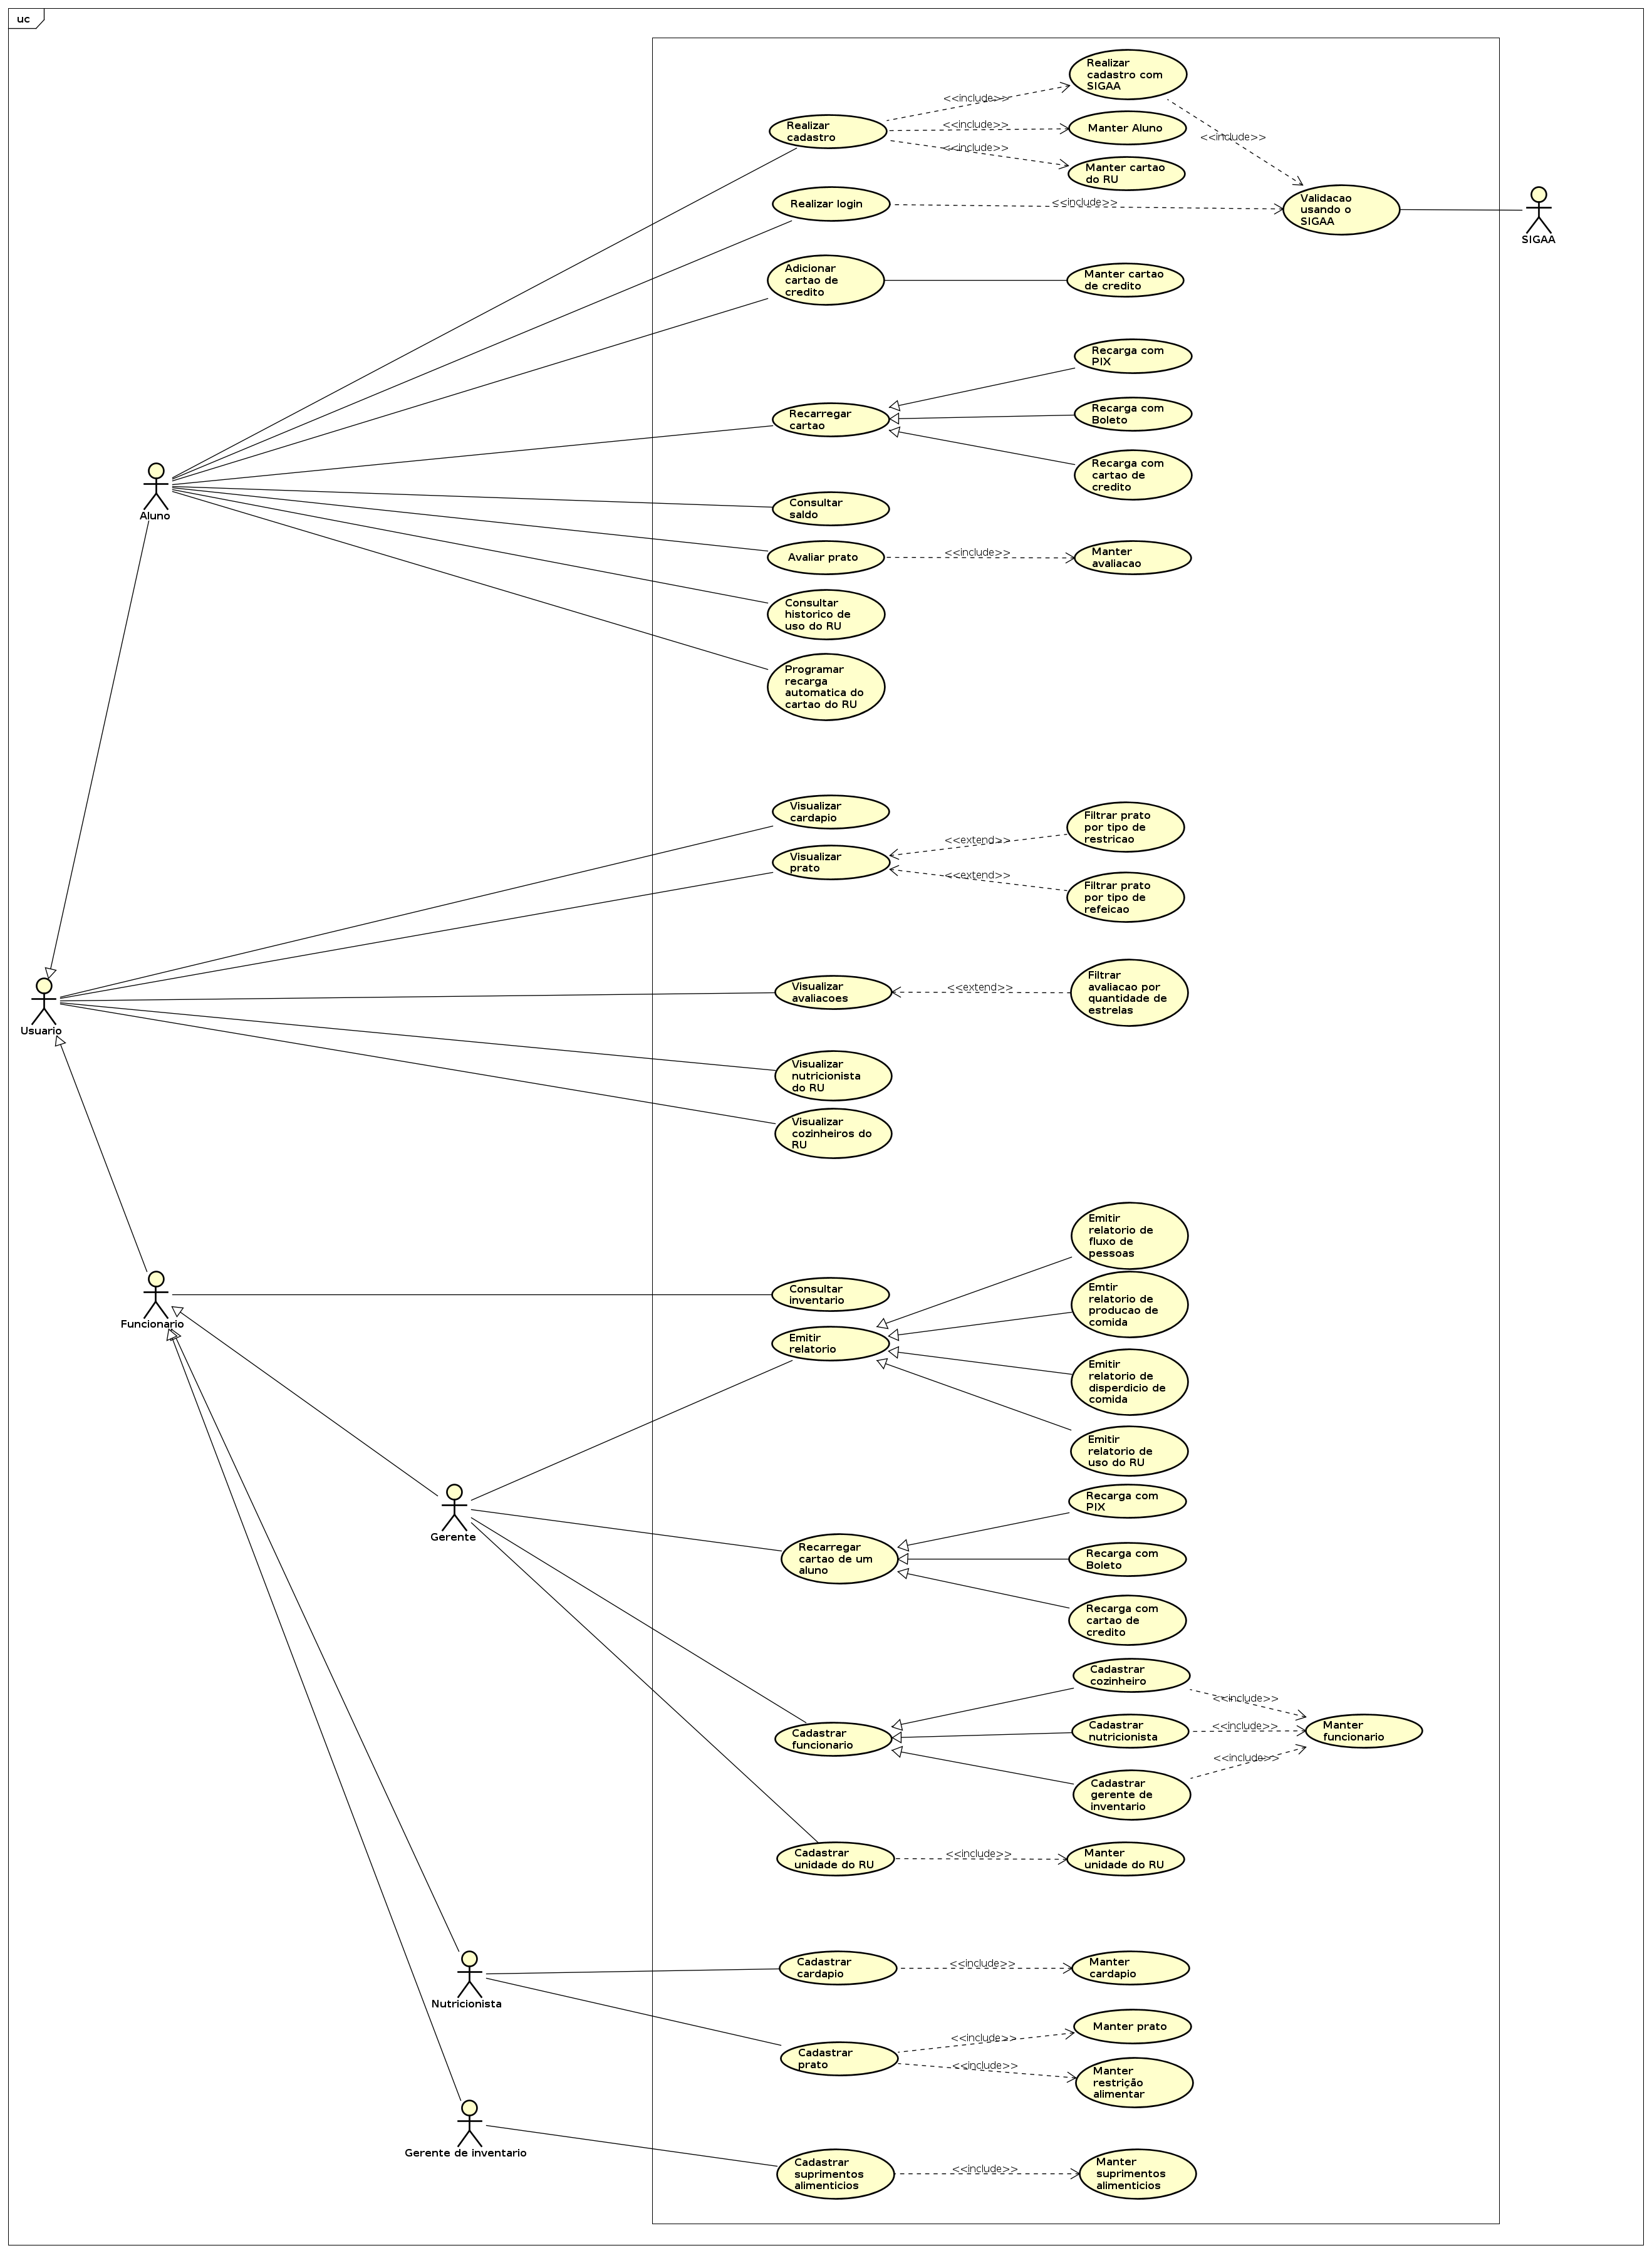 uc
Realizar
cadastro com
SIGAA
<<include>>
Realizar
cadastro
<<include>>
Manter Aluno
<<include>>
<<include>>
Manter cartao
do RU
Realizar login
<<include>>
Validacao
usando o
SIGAA
SIGAA
Adicionar
cartao de
credito
Manter cartao
de credito
Recarga com
PIX
Recarregar
cartao
Recarga com
Boleto
Recarga com
cartao de
credito
Aluno
Consultar
saldo
Avaliar prato
<<include>>
Manter
avaliacao
Consultar
historico de
uso do RU
Programar
recarga
automatica do
cartao do RU
Visualizar
cardapio
Visualizar
prato
<<extend>>
Filtrar prato
por tipo de
restricao
<<extend>>
Filtrar prato
por tipo de
refeicao
Usuario
Visualizar
avaliacoes
<<extend>>
Filtrar
avaliacao por
quantidade de
estrelas
Visualizar
nutricionista
do RU
Visualizar
cozinheiros do
RU
Emitir
relatorio de
fluxo de
pessoas
Funcionario
Consultar
inventario
Emtir
relatorio de
producao de
comida
Emitir
relatorio
Emitir
relatorio de
disperdicio de
comida
Emitir
relatorio de
uso do RU
Gerente
Recarga com
PIX
Recarregar
cartao de um
aluno
Recarga com
Boleto
Recarga com
cartao de
credito
Cadastrar
cozinheiro
<<include>>
Cadastrar
funcionario
Cadastrar
nutricionista
<<include>>
Manter
funcionario
<<include>>
Cadastrar
gerente de
inventario
Cadastrar
unidade do RU
<<include>>
Manter
unidade do RU
Nutricionista
Cadastrar
cardapio
<<include>>
Manter
cardapio
Cadastrar
prato
<<include>>
Manter prato
<<include>>
Manter
restrição
alimentar
Gerente de inventario
Cadastrar
suprimentos
alimenticios
<<include>>
Manter
suprimentos
alimenticios